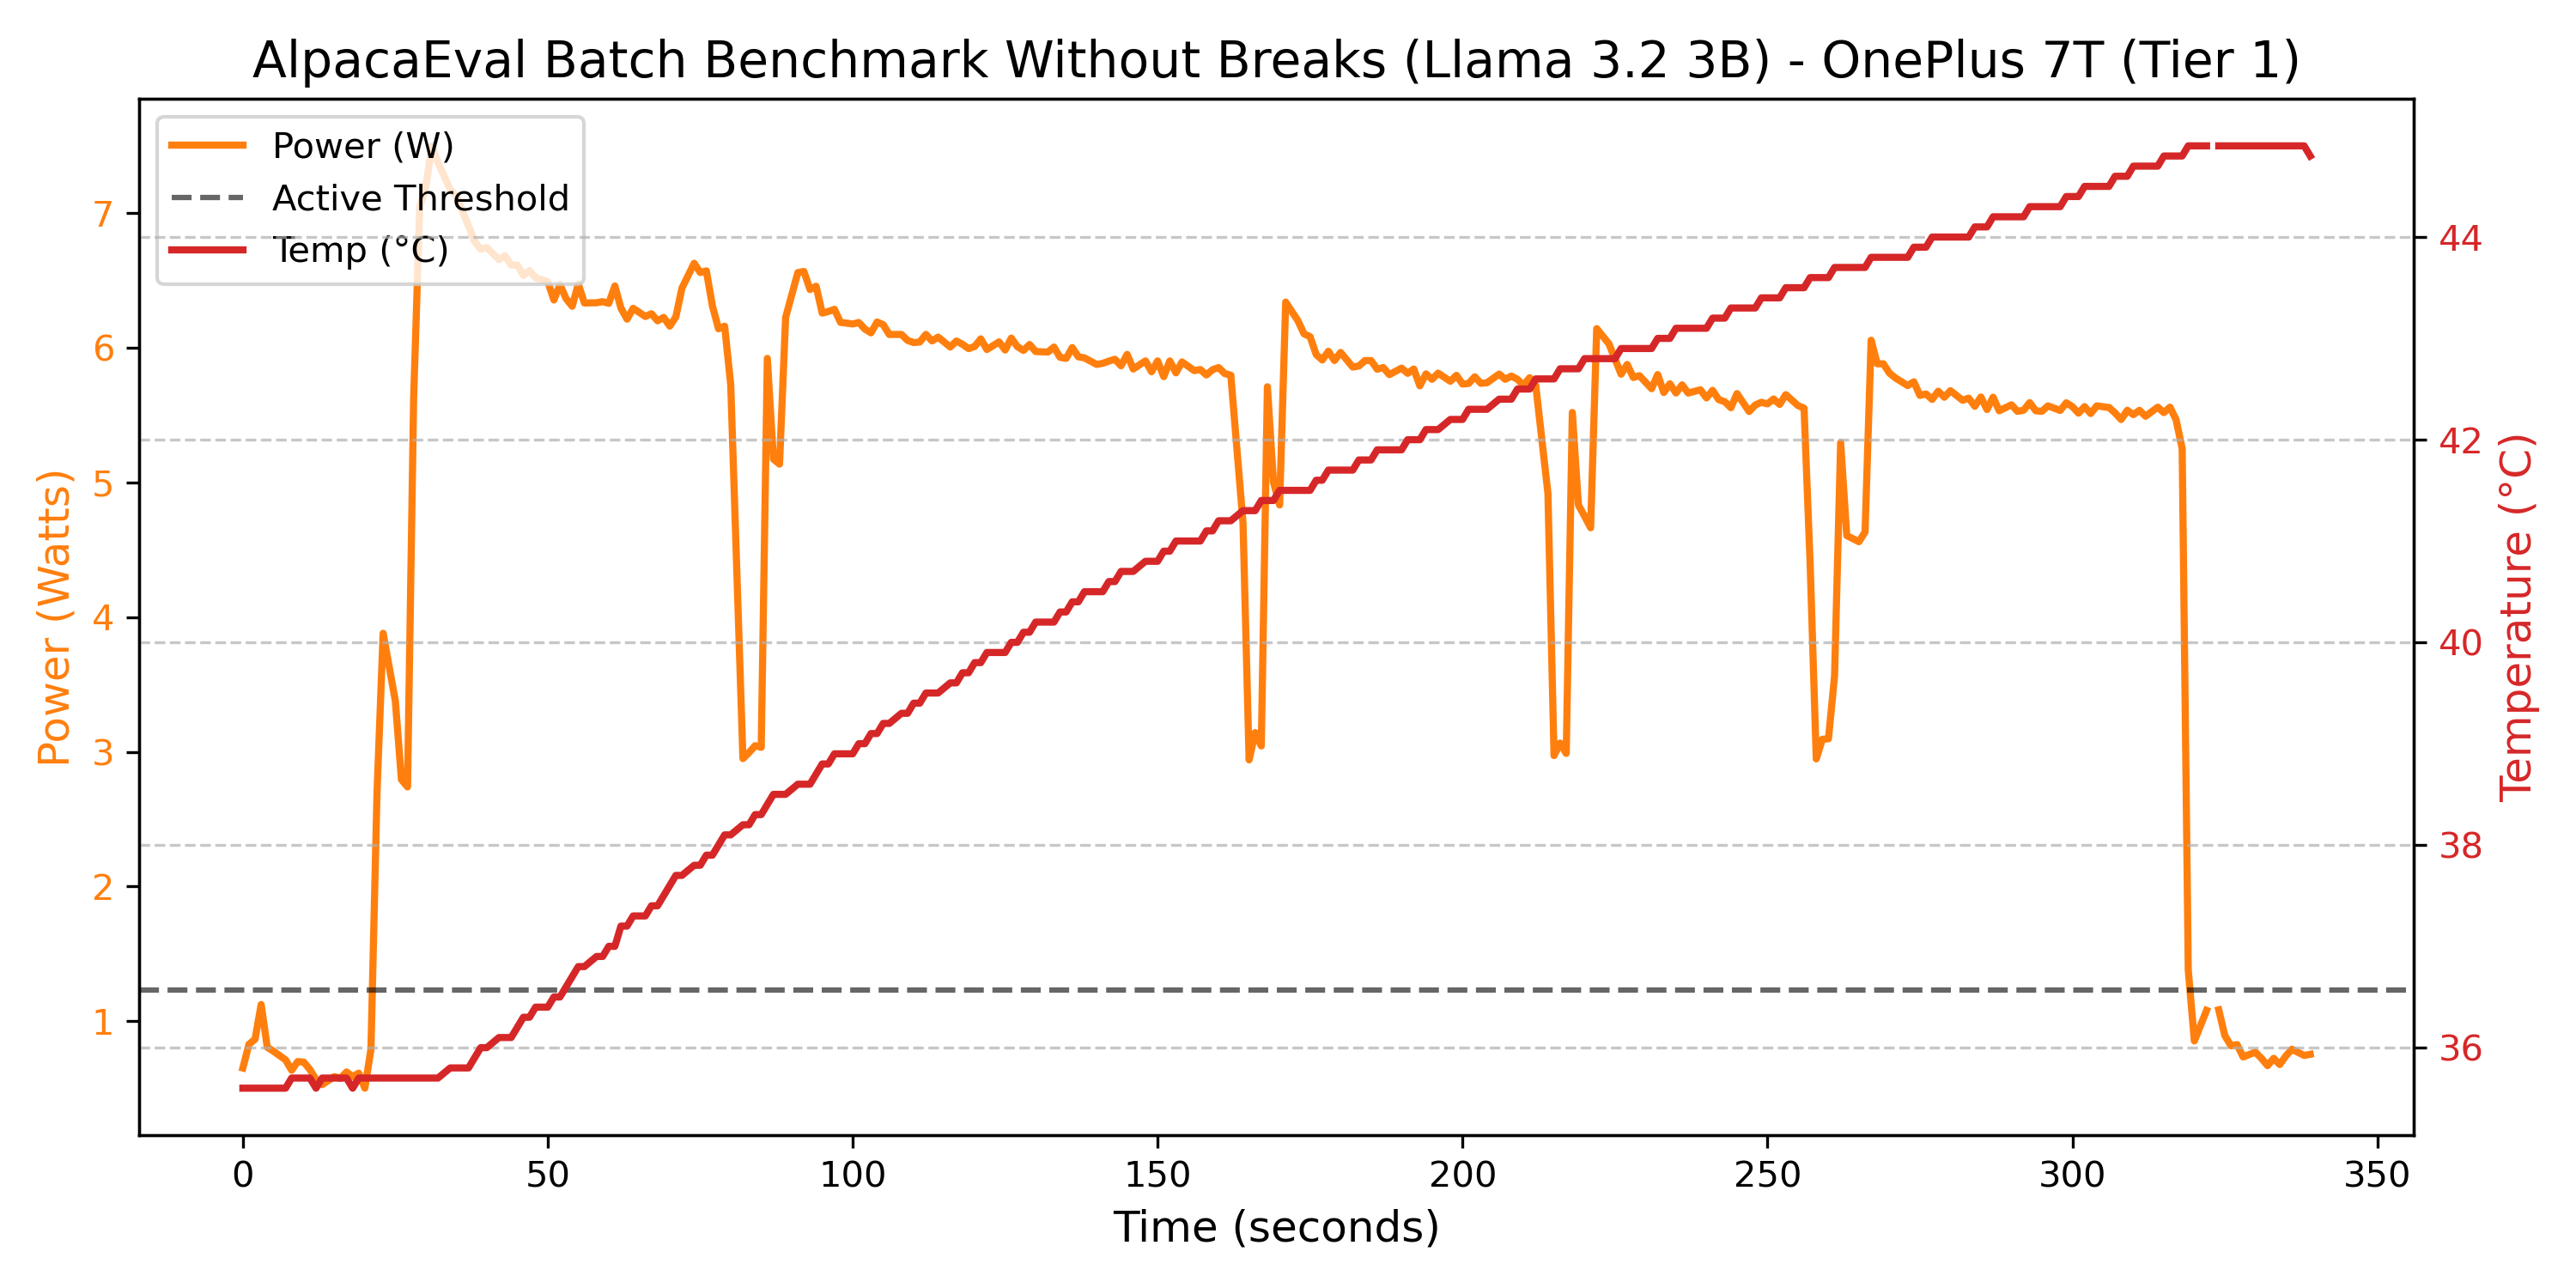 AlpacaEval Batch Benchmark Without Breaks (Llama 3.2 3B) - OnePlus 7T (Tier 1)
Power (W)
Active Threshold
Temp (°C)
Power (Watts)
7
6
5
4
3
2
1
44
42
40
38
36
Temperature (°C)
0 50 100 150 200 250 300 350
Time (seconds)